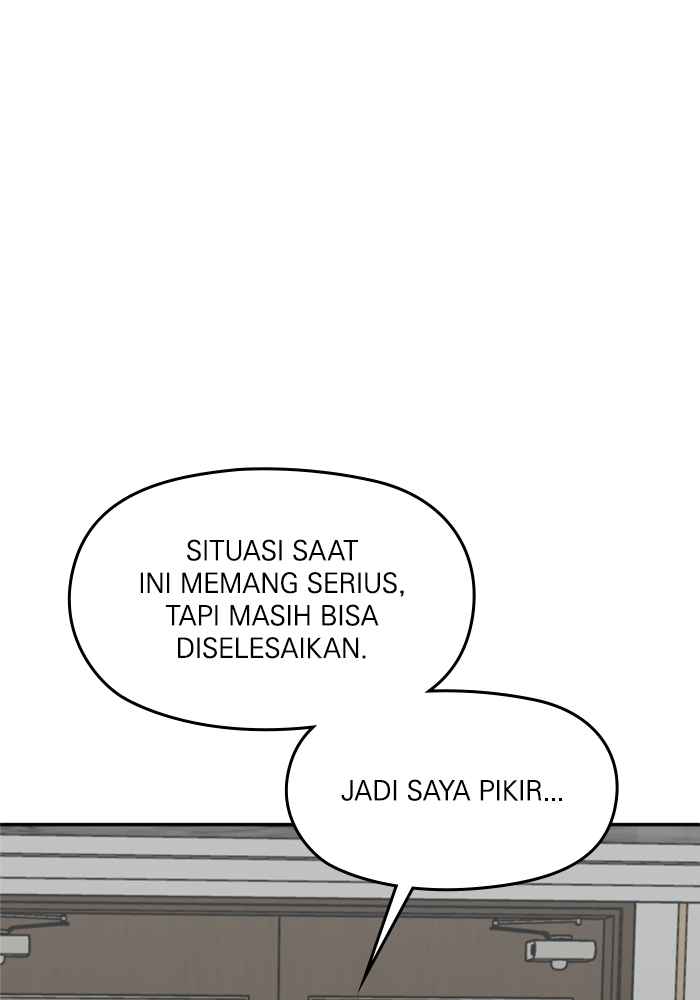 SITUASI SAAT
INI MEMANG SERIUS,
TAPI MASIH BISA
DISELESAIKAN.
JADI SAYA PIKIR...